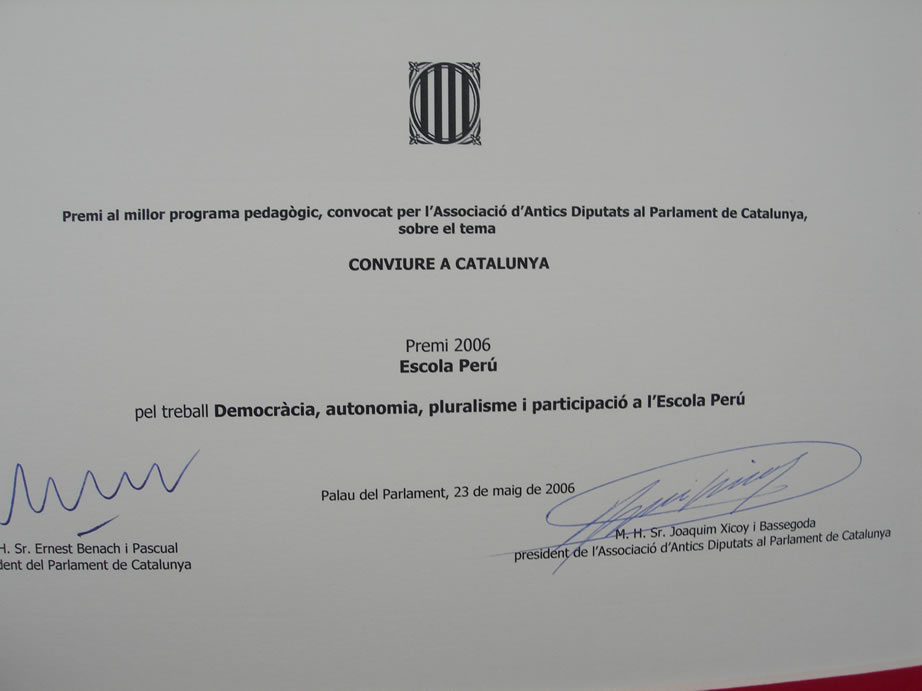 Premi al millor programa pedagògic, convocat per l'Associació d'Antics Diputats al Parlament de Catalunya,
sobre el tema
CONVIURE A CATALUNYA
Premi 2006
Escola Perú
pel treball Democràcia, autonomia, pluralisme i participació a l'Escola Perú
Palau del Parlament, 23 de maig de 2006
H. Sr. Ernest Benach i Pascual
dent del Parlament de Catalunya
M. H. Sr. Joaquim Xicoy i Bassegoda
president de l'Associació d'Antics Diputats al Parlament de Catalunya